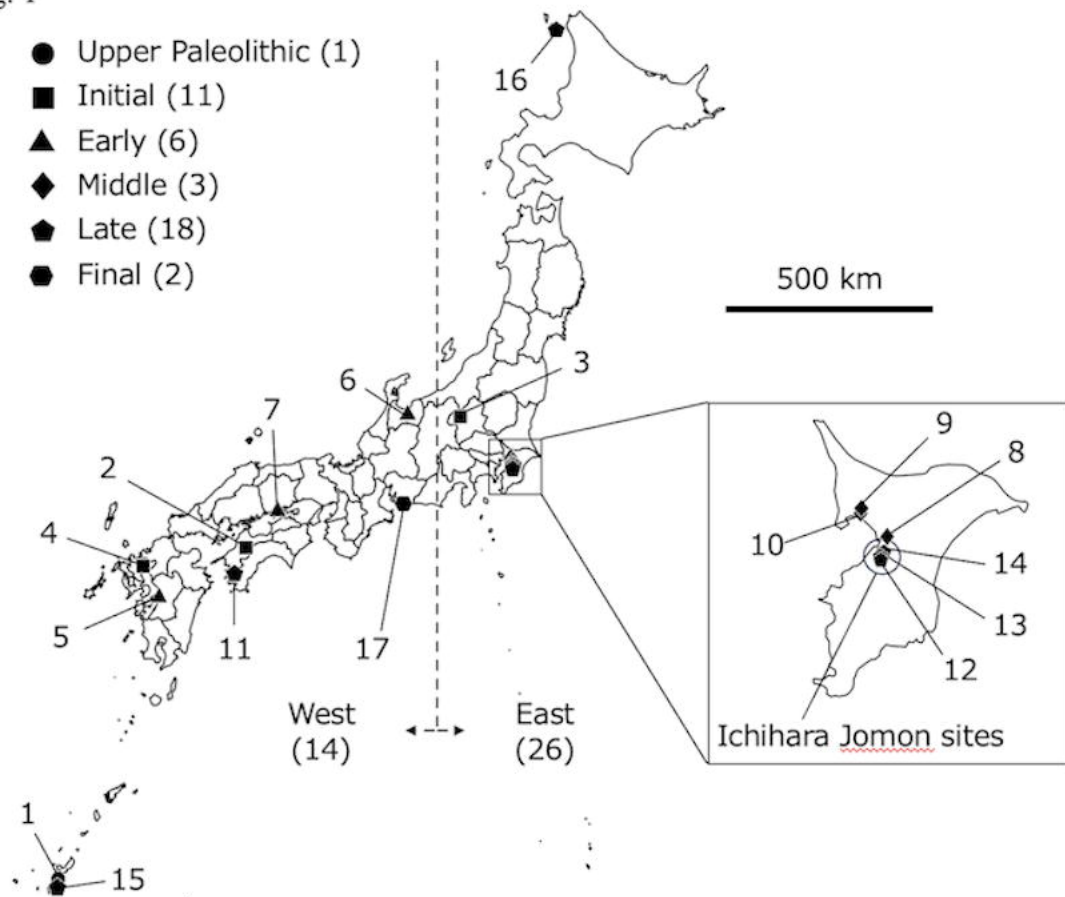 Upper Paleolithic (1)
Initial (11)
Early (6)
Middle (3)
Late (18)
Final (2)
16
500 km
3
6
7
2
4
5
11
17
9
8
10
14
13
12
Ichihara Jomon sites
West
(14)
East
(26)
1
15